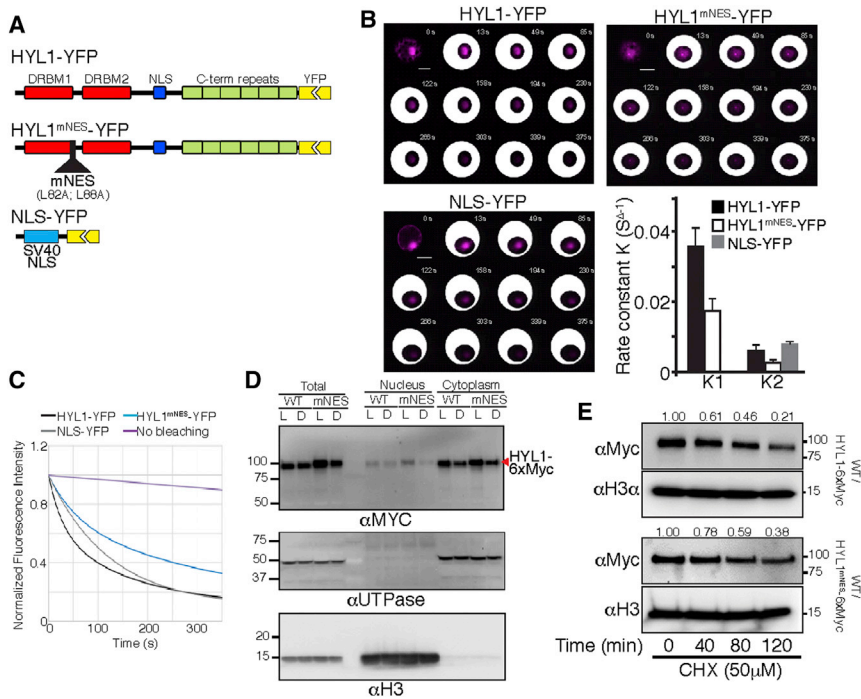 A
HYL1-YFP
DRBM1 DRBM2 NLS C-term repeats YFP
HYL1mNES-YFP
mNES
(L82A; L88A)
NLS-YFP
SV40
NLS
B
HYL1-YFP
0 s 13 s 49 s 85 s
122 s 158 s 194 s 230 s
266 s 303 s 339 s 375 s
HYL1mNES-YFP
0 s 13 s 49 s 85 s
122 s 158 s 194 s 230 s
266 s 303 s 339 s 375 s
NLS-YFP
0 s 13 s 49 s 85 s
122 s 158 s 194 s 230 s
266 s 303 s 339 s 375 s
Rate constant K (SΔ-1)
0.04
0.02
0
HYL1-YFP
HYL1mNES-YFP
NLS-YFP
K1 K2
C
HYL1-YFP HYL1mNES-YFP
NLS-YFP No bleaching
Normalized Fluorescence Intensity
1.2
0.8
0.4
0 100 200 300
Time (s)
D
Total Nucleus Cytoplasm
WT mNES WT mNES WT mNES
L D L D L D L D L D L D
100
75
50
HYL1-
6xMyc
αMYC
75
50
37
αUTPase
20
15
αH3
E
1.00 0.61 0.46 0.21
αMyc
100
75
αH3α
15
WT/
HYL1-6xMyc
1.00 0.78 0.59 0.38
αMyc
100
75
αH3
15
WT/
HYL1mNES-6xMyc
Time (min) 0 40 80 120
CHX (50μM)